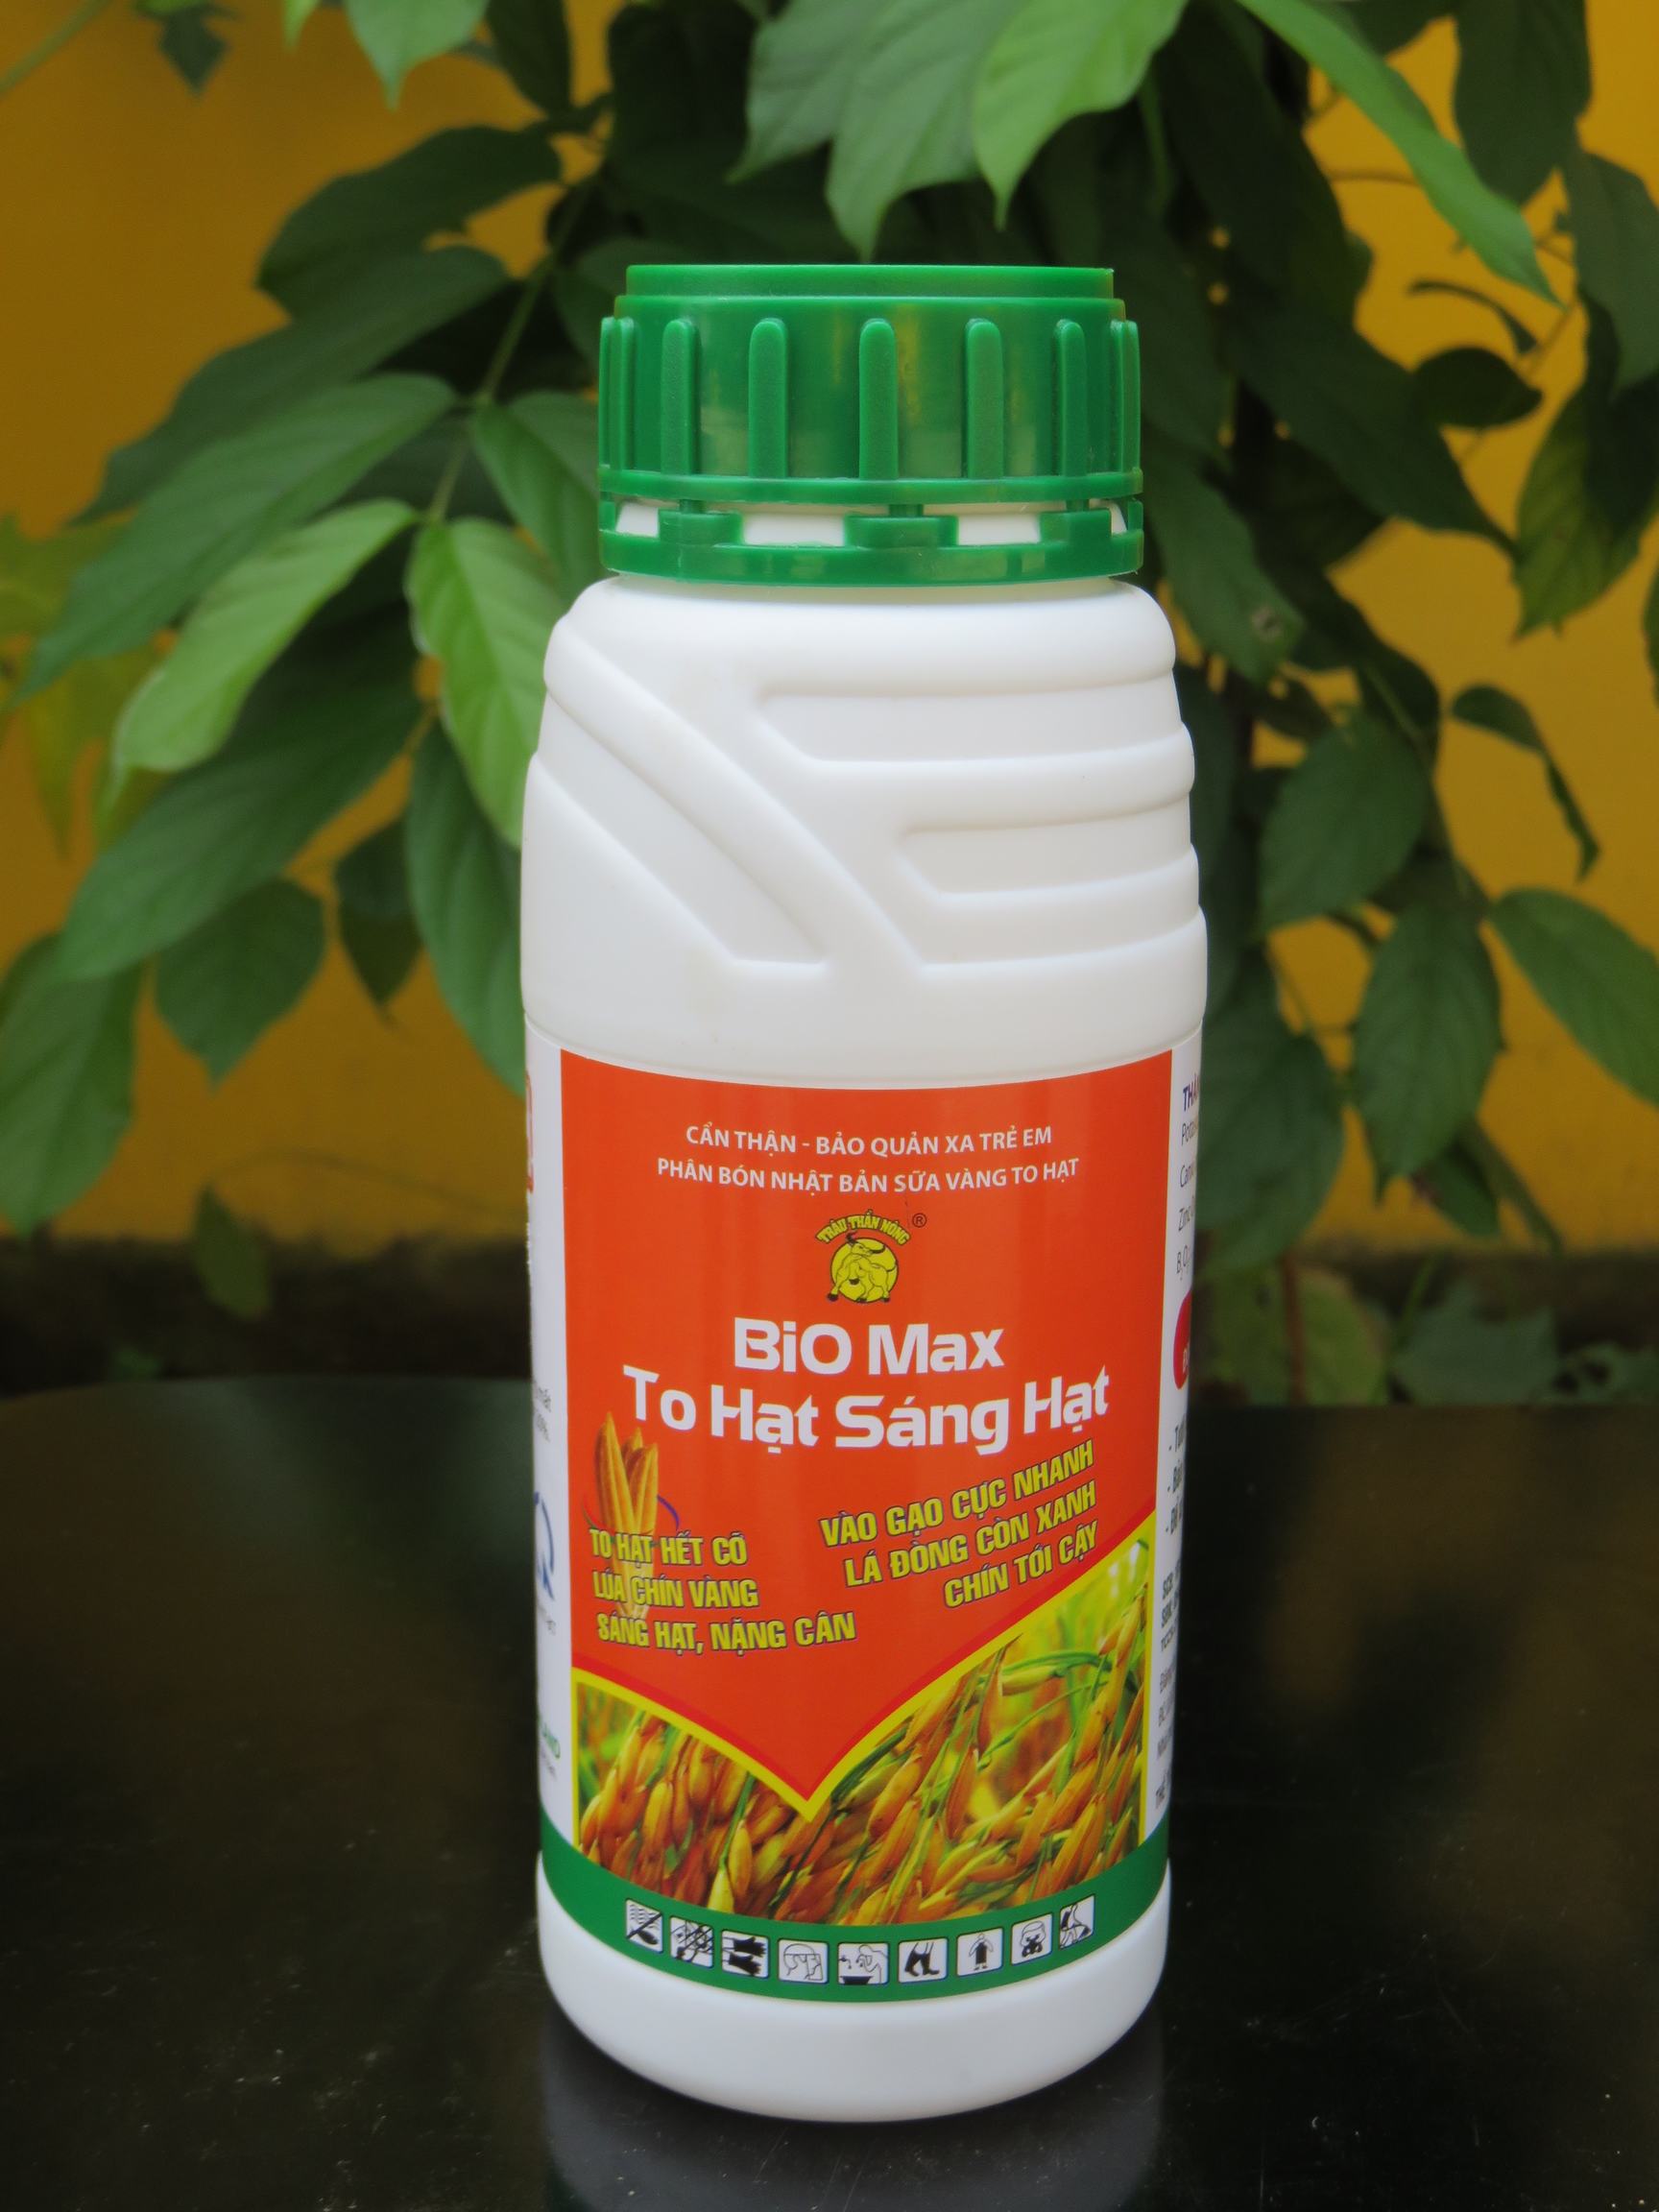 CẨN THẬN - BẢO QUẢN XA TRẺ EM
PHÂN BÓN NHẬT BẢN SỮA VÀNG TO HẠT
TRÂU THẦN NÔNG ®
BiO Max
To Hạt Sáng Hạt
TO HẠT HẾT CỠ
LÚA CHÍN VÀNG
SÁNG HẠT, NẶNG CÂN
VÀO GẠO CỰC NHANH
LÁ ĐÒNG CÒN XANH
CHÍN TỚI CẬY